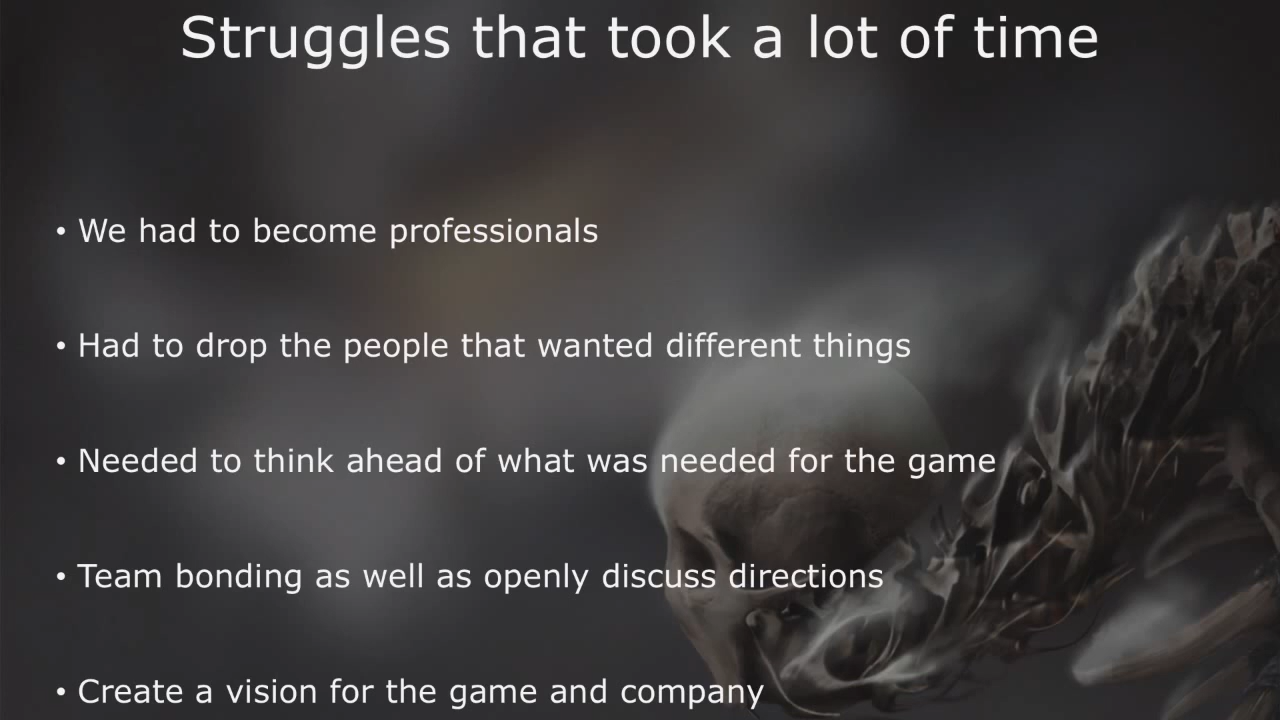 Struggles that took a lot of time
• We had to become professionals
• Had to drop the people that wanted different things
• Needed to think ahead of what was needed for the game
• Team bonding as well as openly discuss directions
• Create a vision for the game and company